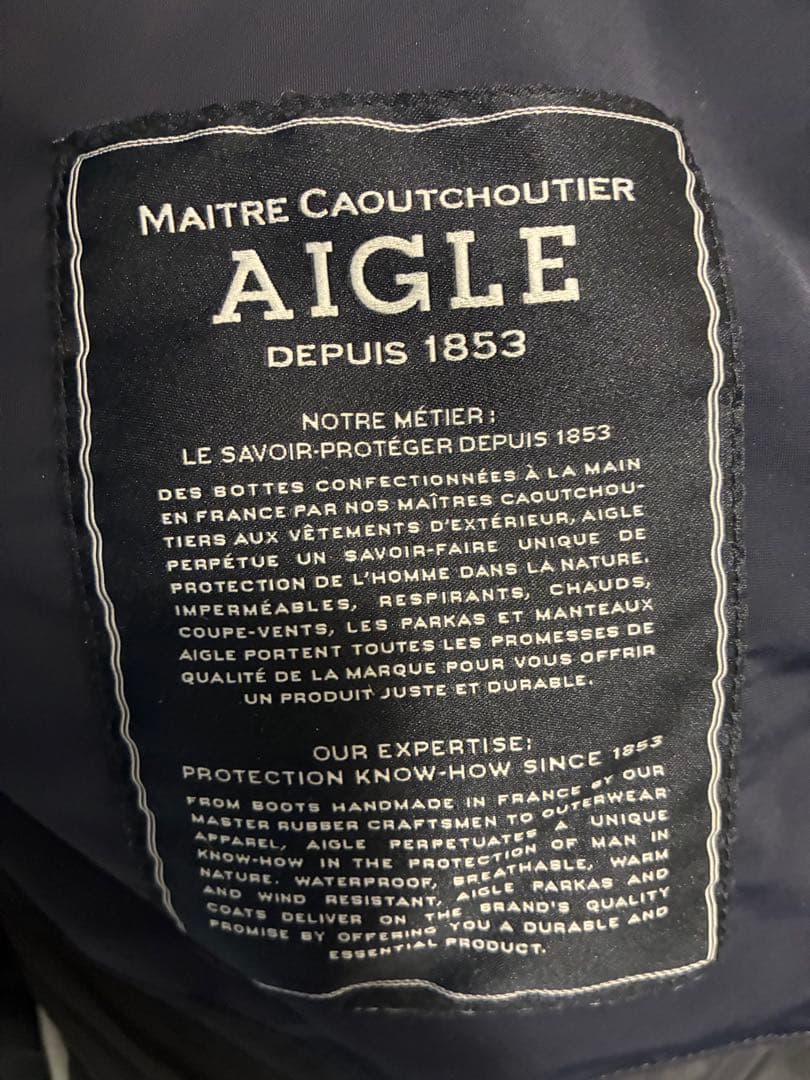 MAITRE CAOUTCHOUTIER
AIGLE
DEPUIS 1853
NOTRE MÉTIER :
LE SAVOIR-PROTÉGER DEPUIS 1853
DES BOTTES CONFECTIONNÉES À LA MAIN
EN FRANCE PAR NOS MAÎTRES CAOUTCHOU-
TIERS AUX VÊTEMENTS D'EXTÉRIEUR, AIGLE
PERPÉTUE UN SAVOIR-FAIRE UNIQUE DE
PROTECTION DE L'HOMME DANS LA NATURE.
IMPERMÉABLES, RESPIRANTS, CHAUDS,
COUPE-VENTS, LES PARKAS ET MANTEAUX
AIGLE PORTENT TOUTES LES PROMESSES DE
QUALITÉ DE LA MARQUE POUR VOUS OFFRIR
UN PRODUIT JUSTE ET DURABLE.
OUR EXPERTISE:
PROTECTION KNOW-HOW SINCE 1853
FROM BOOTS HANDMADE IN FRANCE BY OUR
MASTER RUBBER CRAFTSMEN TO OUTERWEAR
APPAREL, AIGLE PERPETUATES A UNIQUE
KNOW-HOW IN THE PROTECTION OF MAN IN
NATURE. WATERPROOF, BREATHABLE, WARM
AND WIND RESISTANT, AIGLE PARKAS AND
COATS DELIVER ON THE BRAND'S QUALITY
PROMISE BY OFFERING YOU A DURABLE AND
ESSENTIAL PRODUCT.